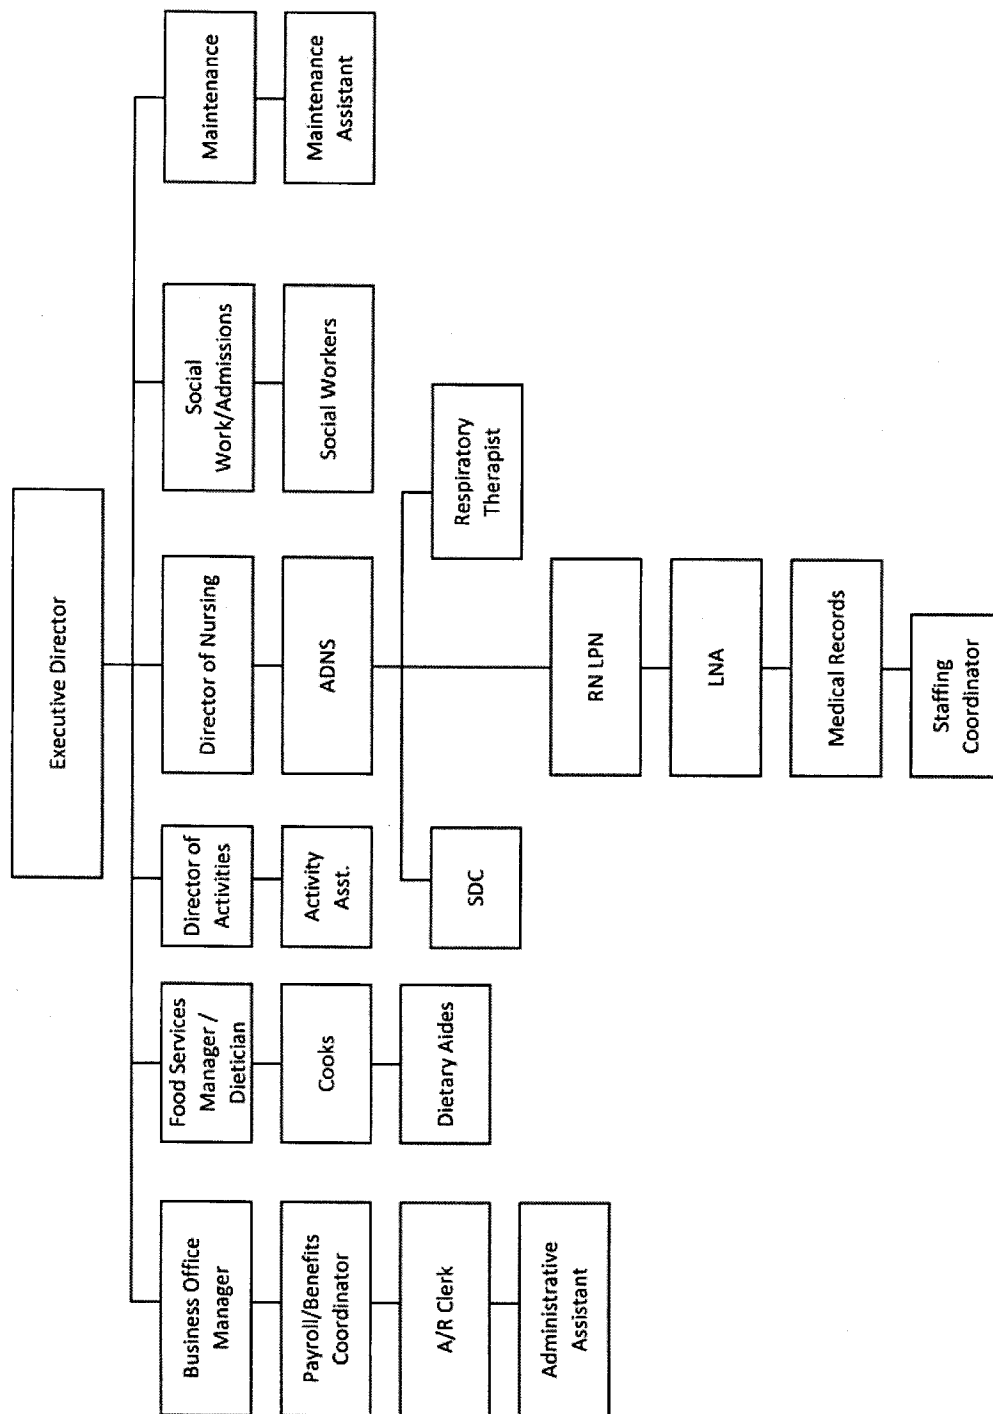 Executive Director
Business Office
Manager
Payroll/Benefits
Coordinator
A/R Clerk
Administrative
Assistant
Food Services
Manager /
Dietician
Cooks
Dietary Aides
Director of
Activities
Activity
Asst.
Director of Nursing
ADNS
SDC
Respiratory
Therapist
RN LPN
LNA
Medical Records
Staffing
Coordinator
Social
Work/Admissions
Social Workers
Maintenance
Maintenance
Assistant